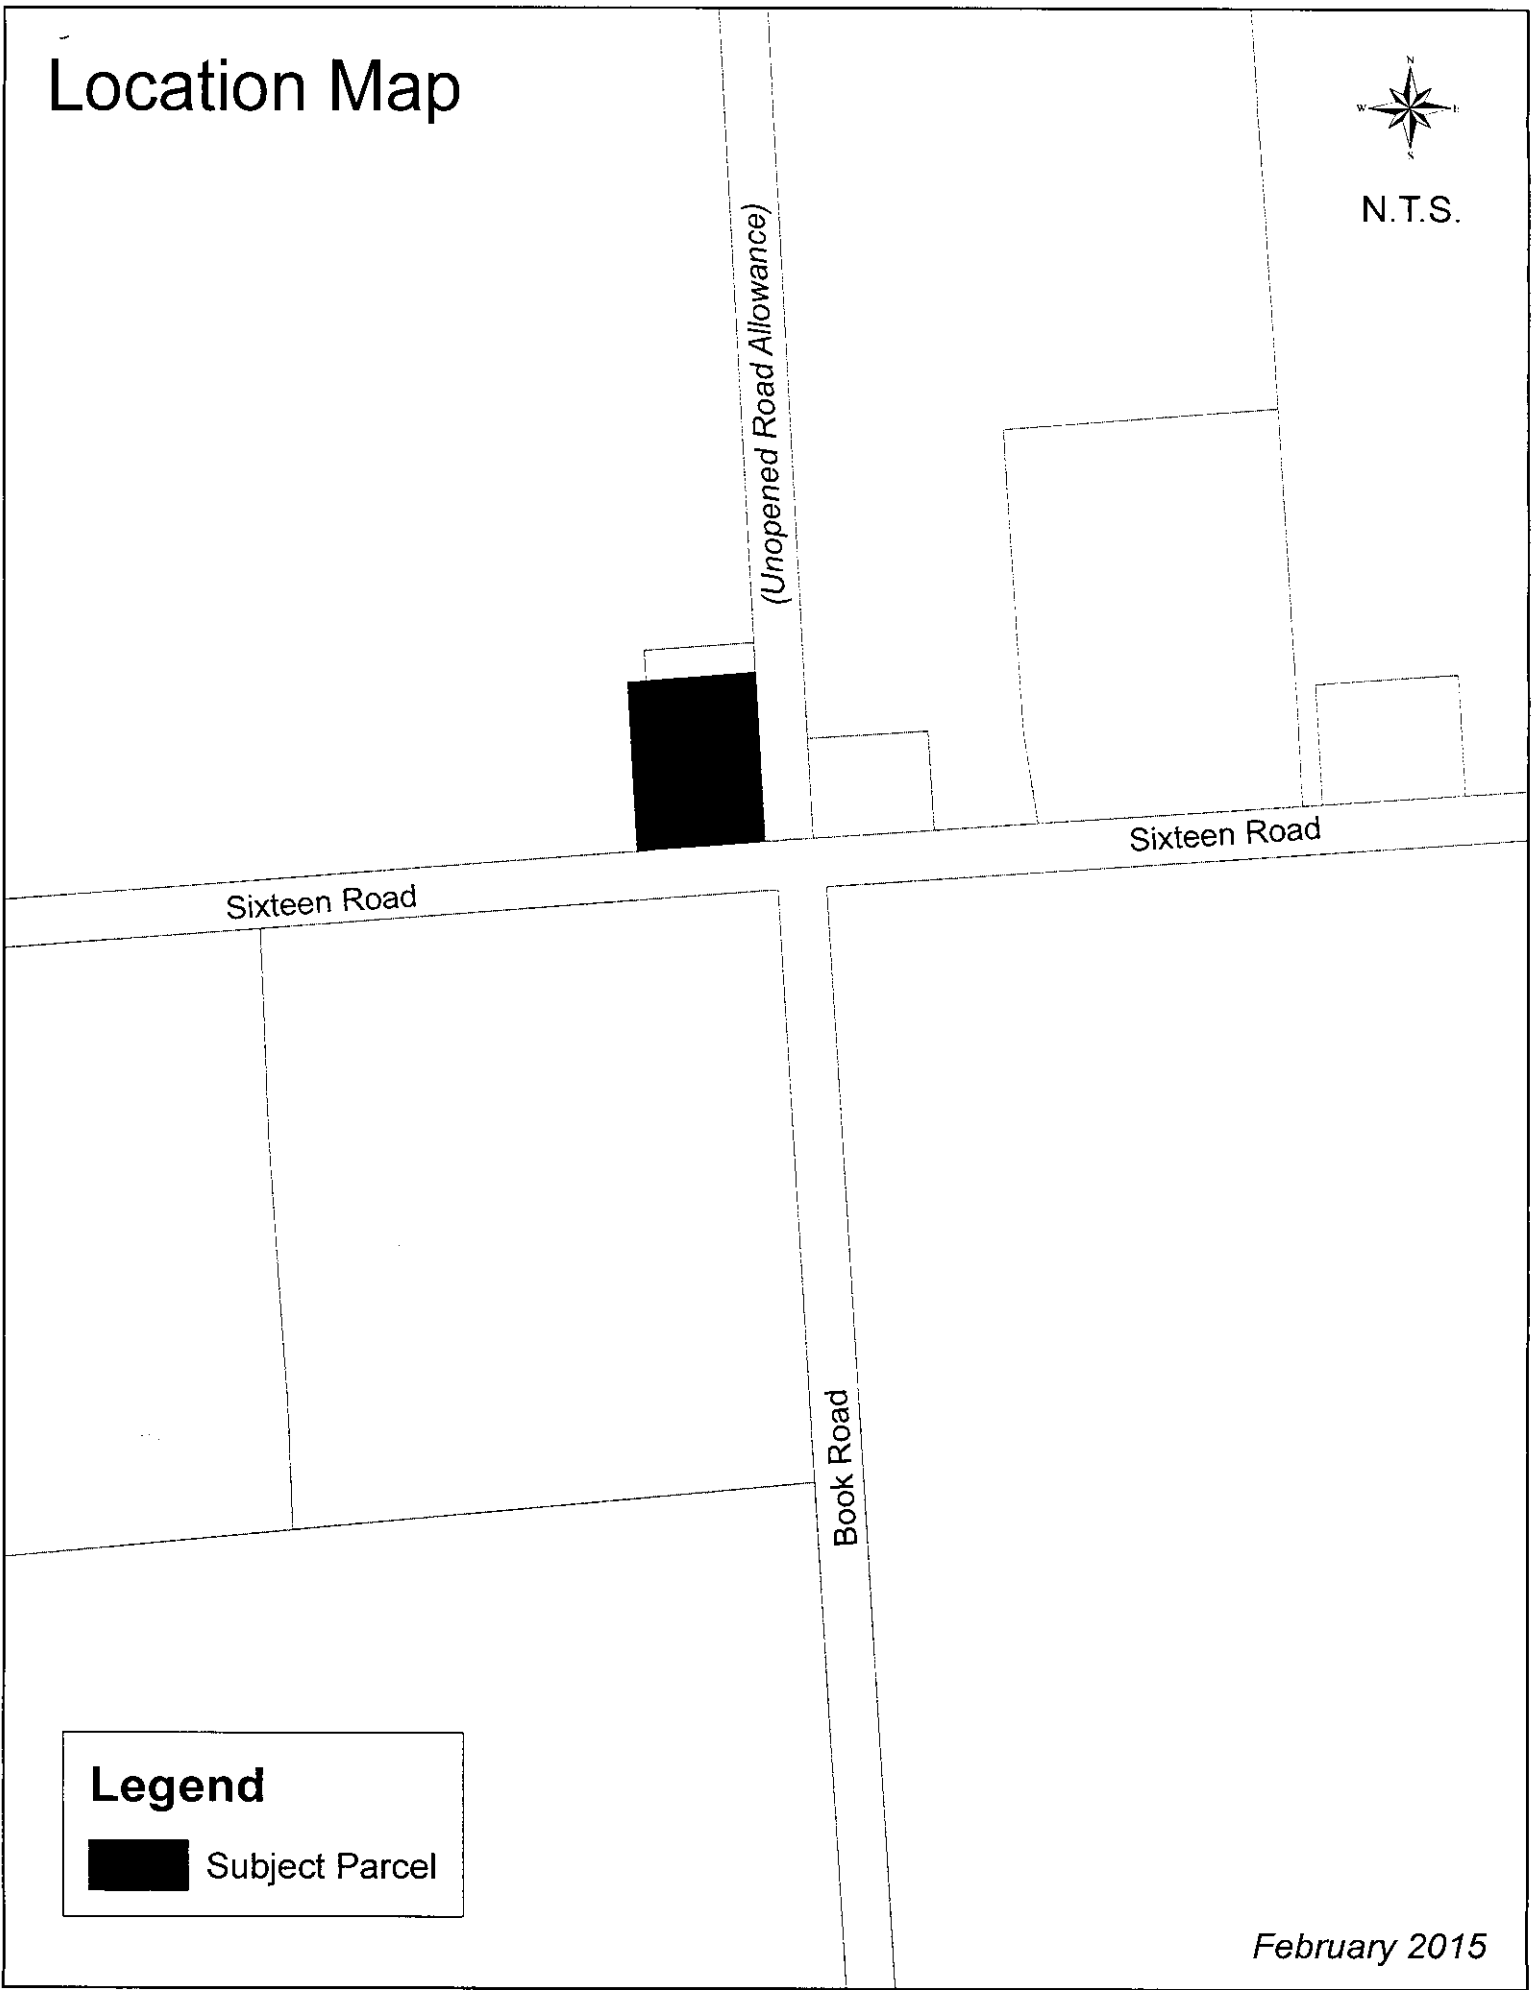 Location Map
N
W E
S
N.T.S.
(Unopened Road Allowance)
Sixteen Road
Sixteen Road
Book Road
Legend
Subject Parcel
February 2015